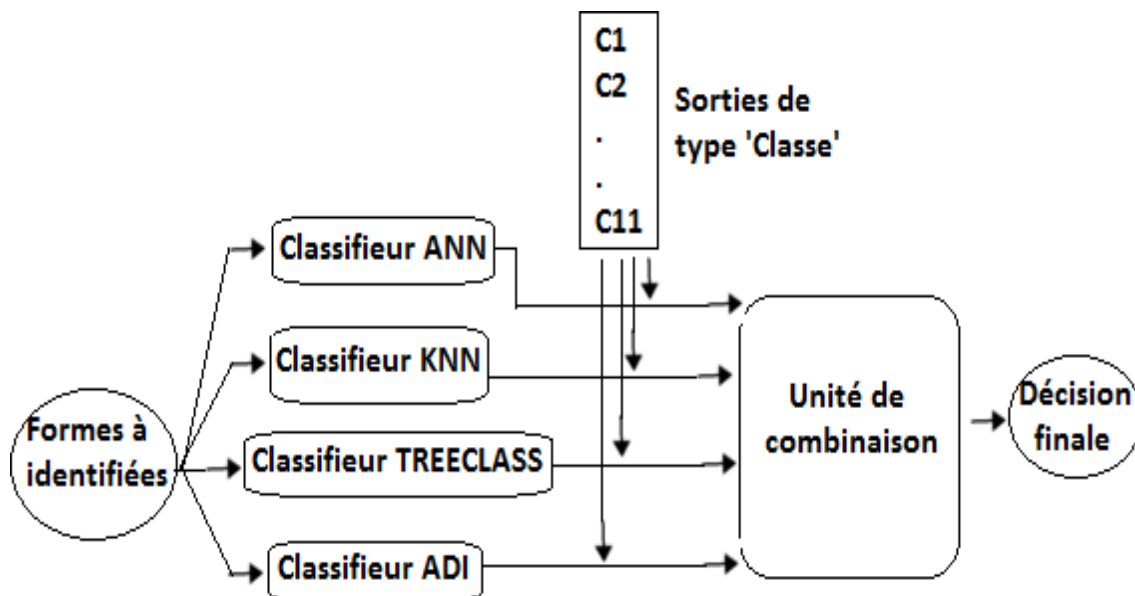 C1
C2
.
.
C11
Sorties de
type 'Classe'
Classifieur ANN
Classifieur KNN
Classifieur TREECLASS
Classifieur ADI
Formes à
identifiées
Unité de
combinaison
Décision
finale